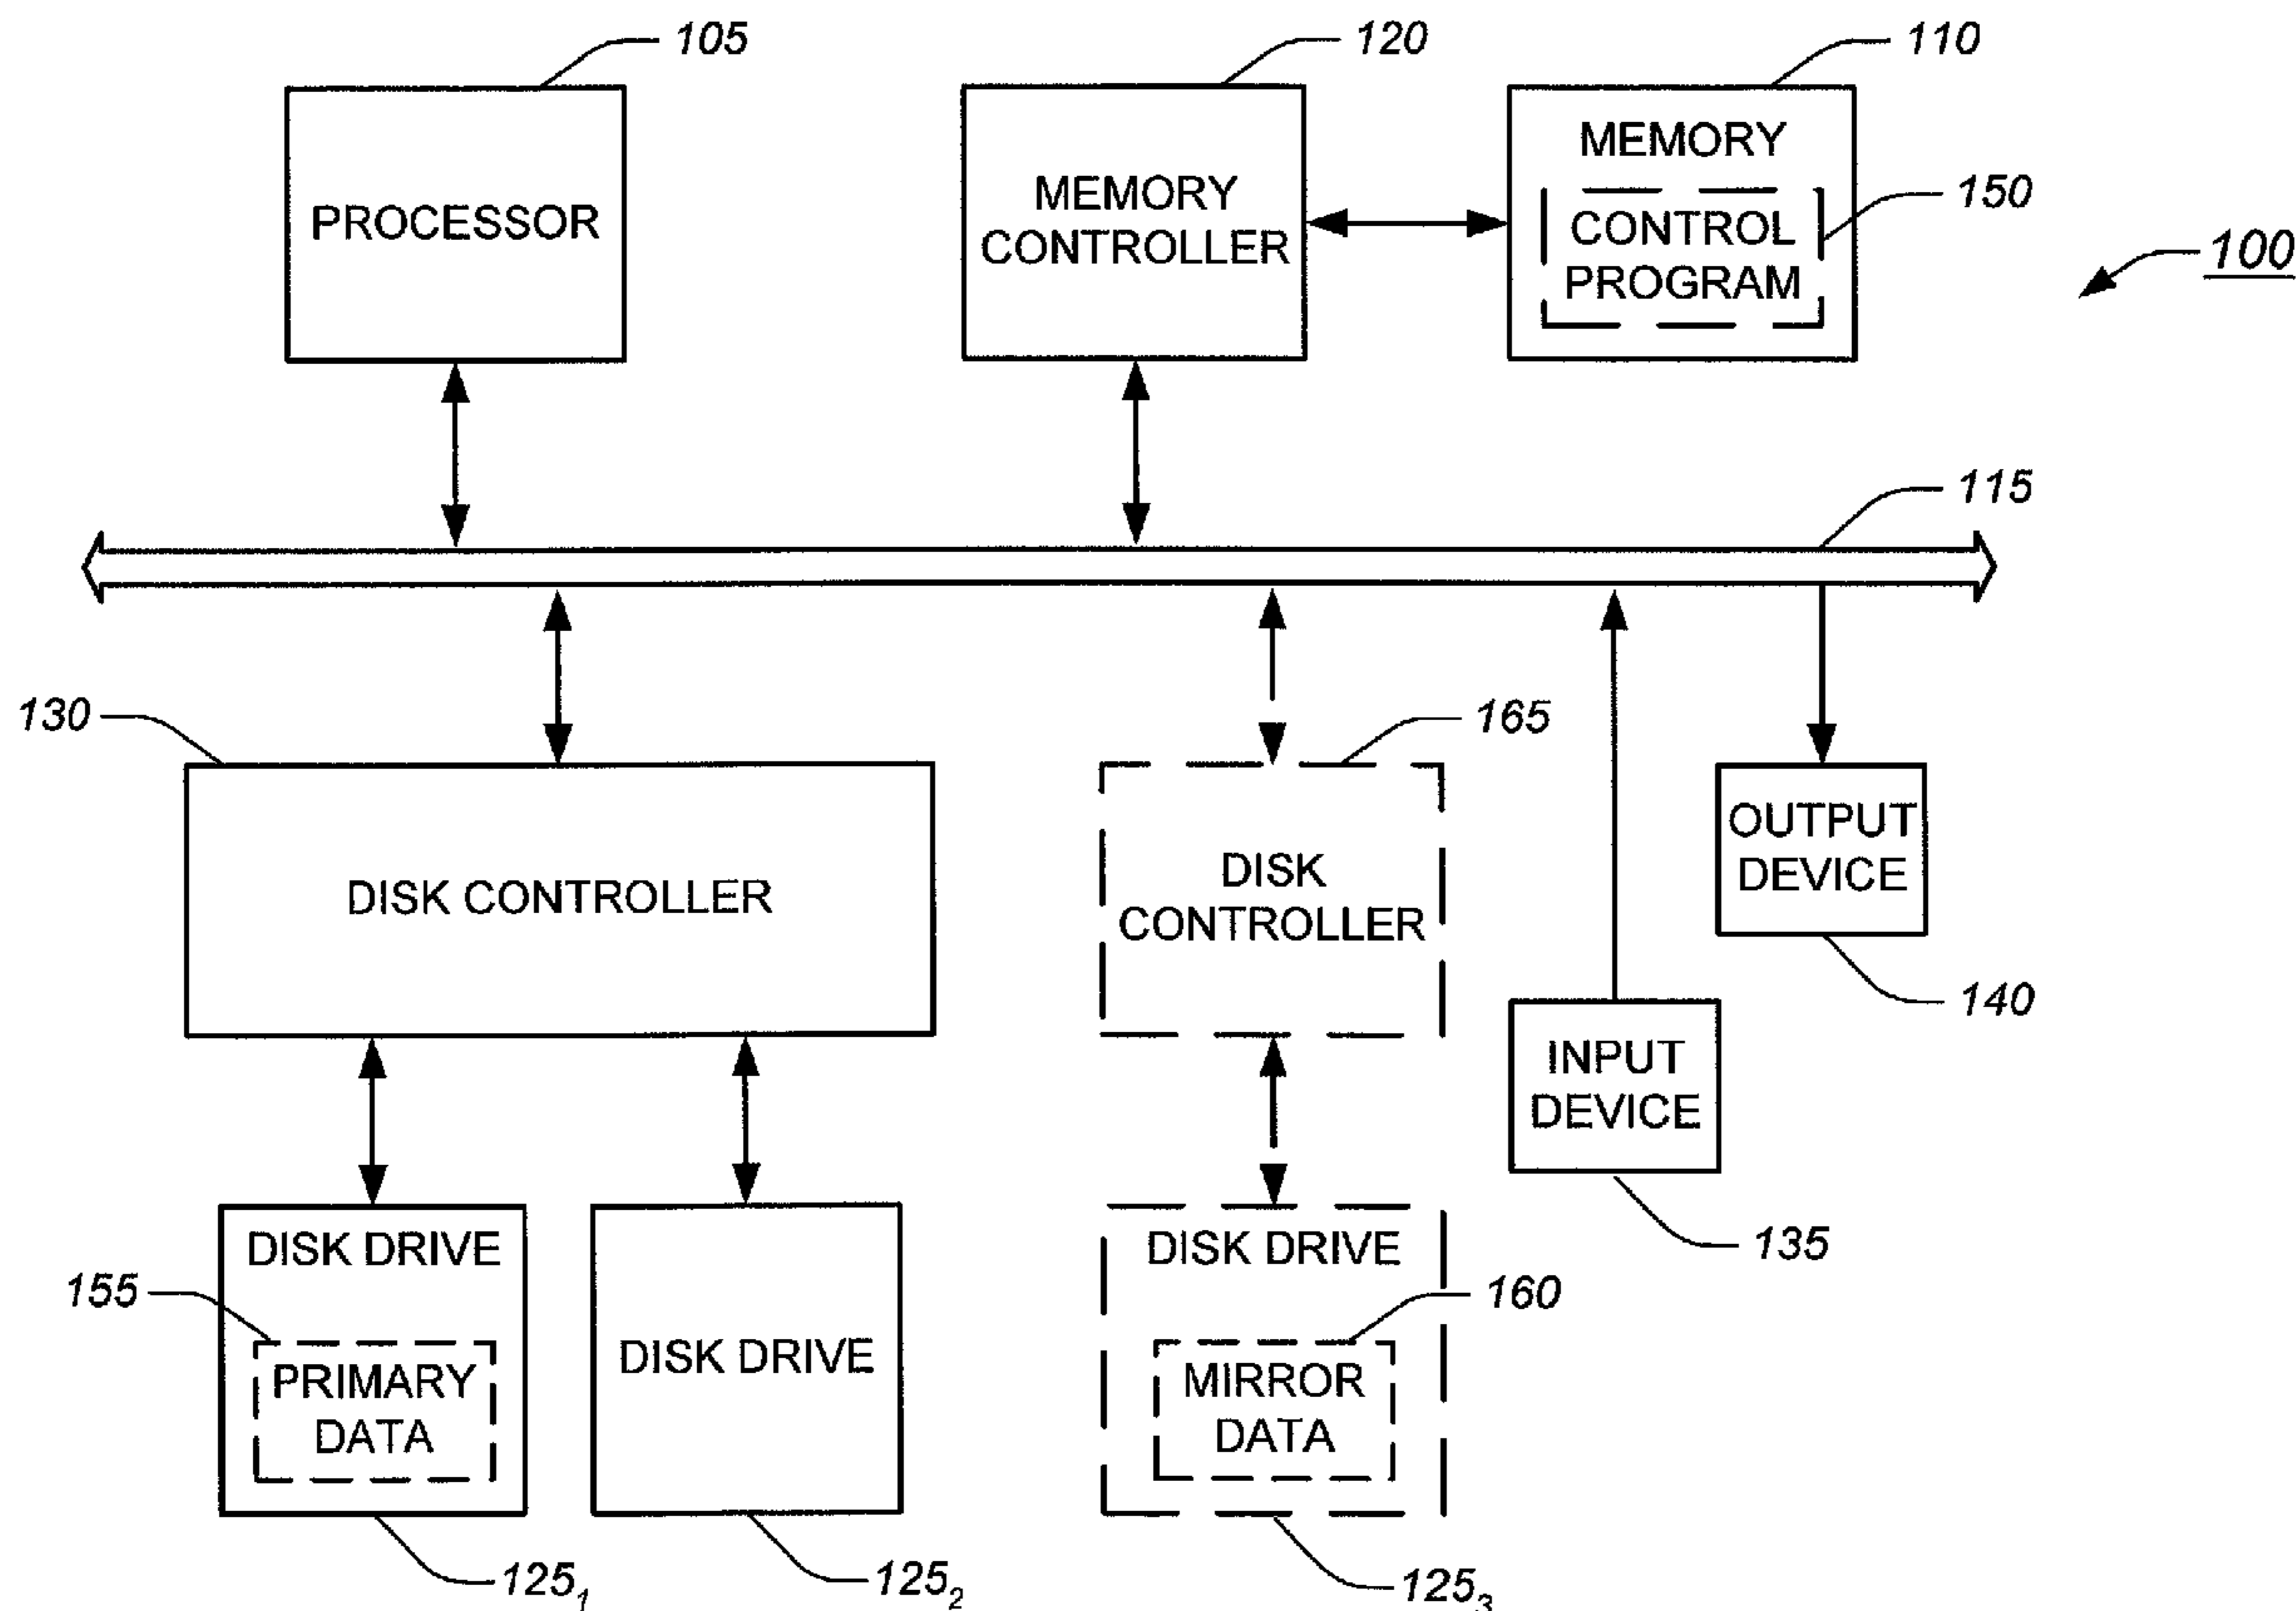 105
120
110
PROCESSOR
MEMORY
CONTROLLER
MEMORY
CONTROL
PROGRAM
150
100
115
130
165
DISK CONTROLLER
DISK
CONTROLLER
OUTPUT
DEVICE
140
INPUT
DEVICE
135
DISK DRIVE
155
PRIMARY
DATA
DISK DRIVE
DISK DRIVE
160
MIRROR
DATA
125₁
125₂
125₃